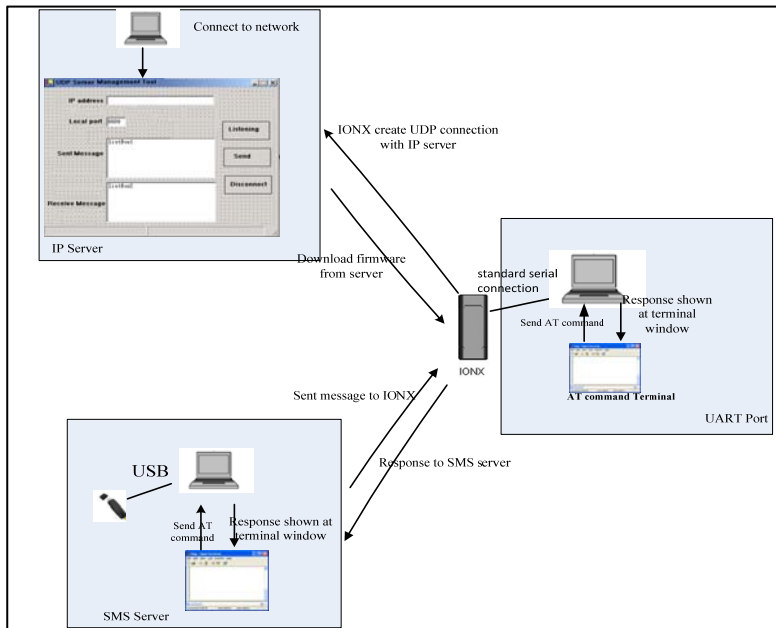 Connect to network
UDP Server Management Tool
IP address
Local port
Listening
Sent Message
ListBox1
Send
Disconnect
Receive Message
ListBox2
IP Server
IONX create UDP connection
with IP server
Download firmware
from server
standard serial
connection
Send AT command
Response shown
at terminal
window
IONX
AT command Terminal
UART Port
Sent message to IONX
Response to SMS server
USB
Send AT
command
Response shown at
terminal window
SMS Server